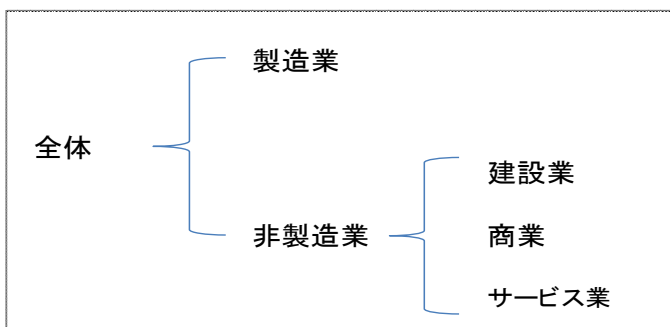 製造業
全体
建設業
非製造業
商業
サービス業